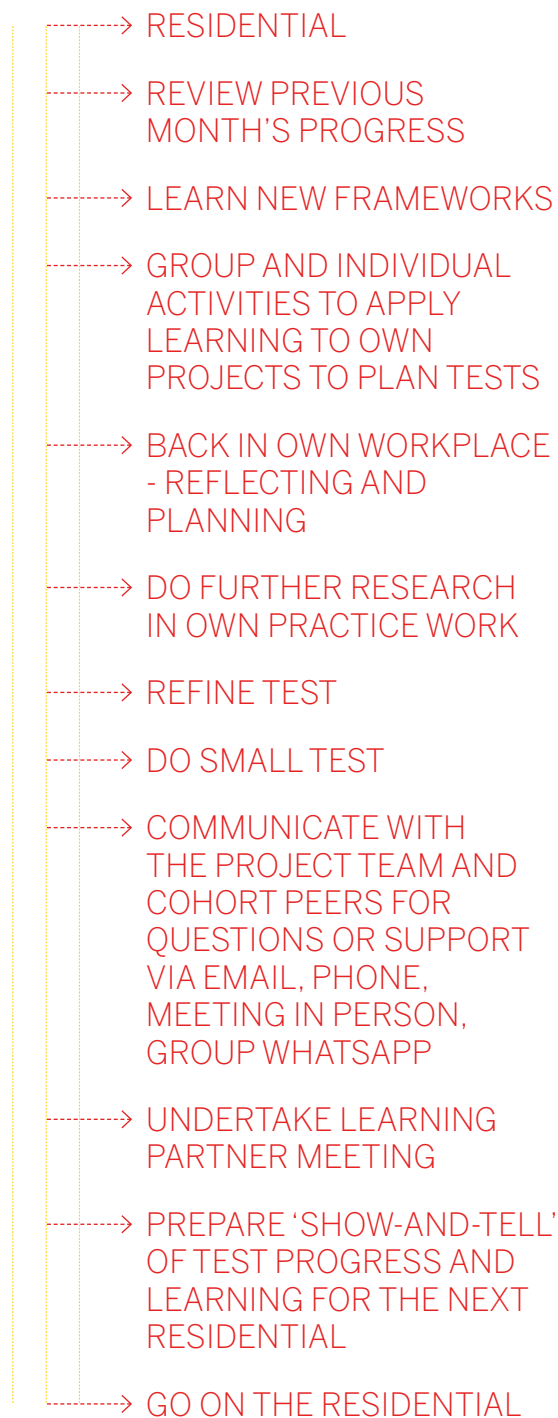 RESIDENTIAL
REVIEW PREVIOUS
MONTH'S PROGRESS
LEARN NEW FRAMEWORKS
GROUP AND INDIVIDUAL
ACTIVITIES TO APPLY
LEARNING TO OWN
PROJECTS TO PLAN TESTS
BACK IN OWN WORKPLACE
- REFLECTING AND
PLANNING
DO FURTHER RESEARCH
IN OWN PRACTICE WORK
REFINE TEST
DO SMALL TEST
COMMUNICATE WITH
THE PROJECT TEAM AND
COHORT PEERS FOR
QUESTIONS OR SUPPORT
VIA EMAIL, PHONE,
MEETING IN PERSON,
GROUP WHATSAPP
UNDERTAKE LEARNING
PARTNER MEETING
PREPARE ‘SHOW-AND-TELL’
OF TEST PROGRESS AND
LEARNING FOR THE NEXT
RESIDENTIAL
GO ON THE RESIDENTIAL